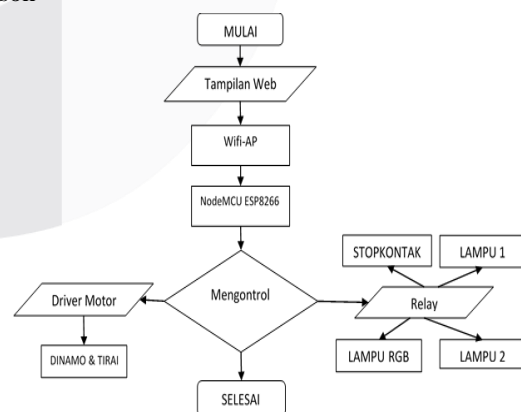 MULAI
Tampilan Web
Wifi-AP
NodeMCU ESP8266
STOPKONTAK
LAMPU 1
Driver Motor
Mengontrol
Relay
DINAMO & TIRAI
LAMPU RGB
LAMPU 2
SELESAI